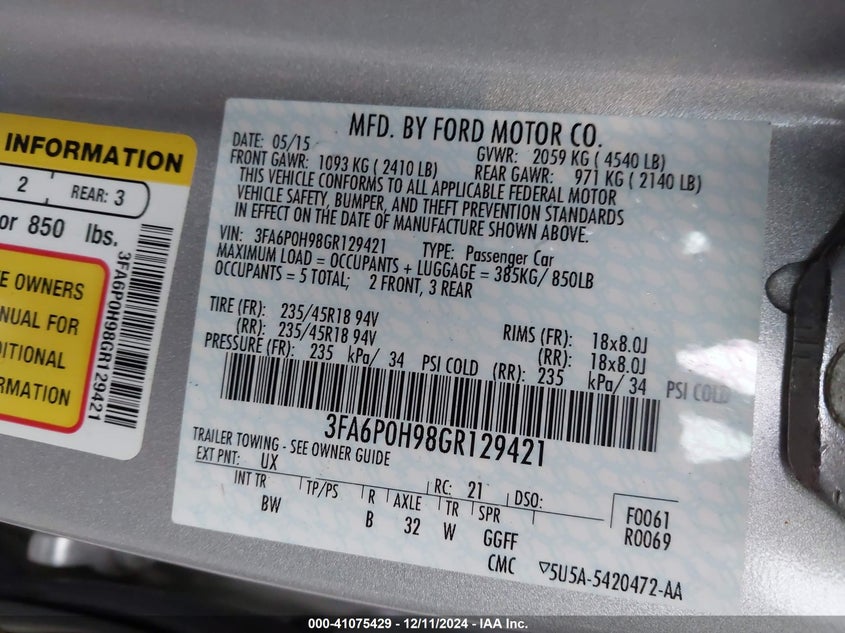 INFORMATION
2 REAR: 3
or 850 lbs.
OWNERS
FOR
3FA6P0H98GR129421
MFD. BY FORD MOTOR CO.
DATE: 05/15 GVWR: 2059 KG ( 4540 LB)
FRONT GAWR: 1093 KG ( 2410 LB) REAR GAWR: 971 KG ( 2140 LB)
THIS VEHICLE CONFORMS TO ALL APPLICABLE FEDERAL MOTOR
VEHICLE SAFETY, BUMPER, AND THEFT PREVENTION STANDARDS
IN EFFECT ON THE DATE OF MANUFACTURE SHOWN ABOVE.
VIN: 3FA6P0H98GR129421 TYPE: Passenger Car
MAXIMUM LOAD = OCCUPANTS + LUGGAGE = 385KG/ 850LB
OCCUPANTS = 5 TOTAL; 2 FRONT, 3 REAR
TIRE (FR): 235/45R18 94V RIMS (FR): 18x8.0J
(RR): 235/45R18 94V (RR): 18x8.0J
PRESSURE (FR): 235 kPa/ 34 PSI COLD (RR): 235 kPa/ 34 PSI COLD
3FA6P0H98GR129421
TRAILER TOWING - SEE OWNER GUIDE
EXT PNT: UX RC: 21 DSO: F0061
INT TR TP/PS R AXLE TR SPR R0069
BW B 32 W GGFF
CMC ▽5U5A-5420472-AA
000-41075429 - 12/11/2024 - IAA Inc.